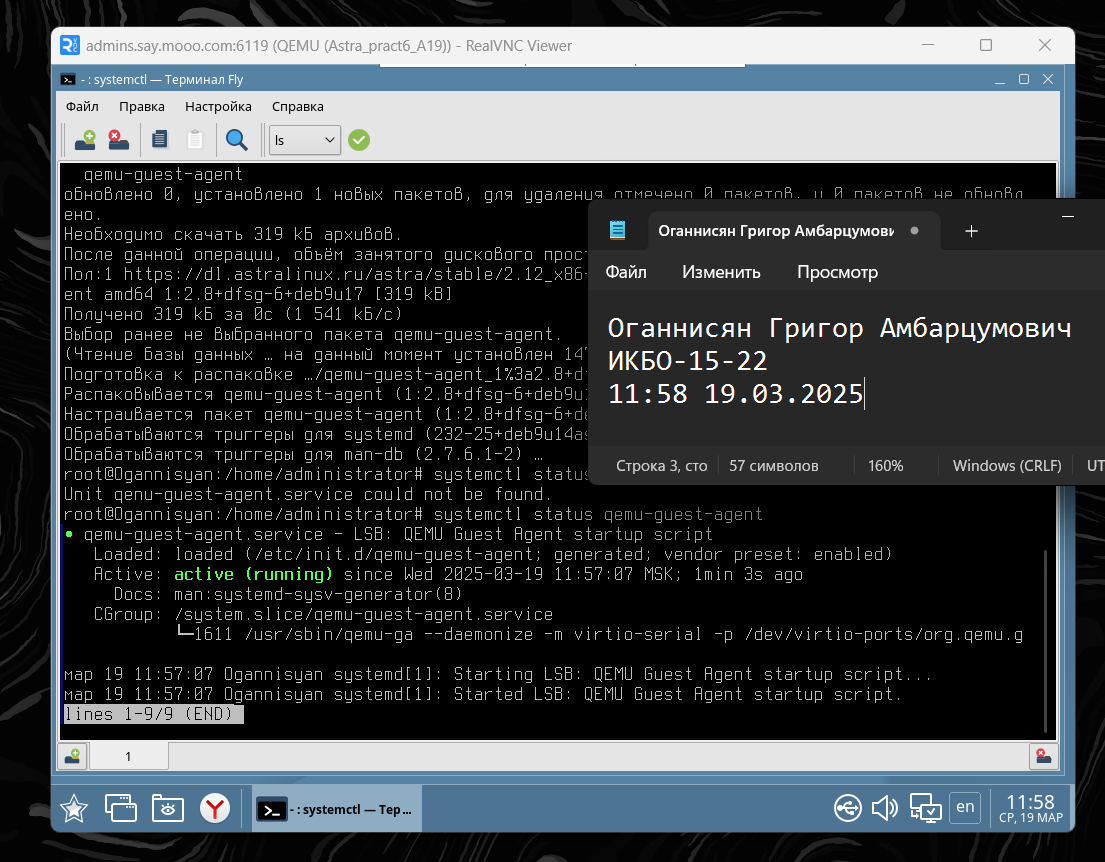 admins.say.mooo.com:6119 (QEMU (Astra_pract6_A19)) - RealVNC Viewer
- : systemctl — Терминал Fly
Файл Правка Настройка Справка
ls
qemu-guest-agent
обновлено 0, установлено 1 новых пакетов, для удаления отмечено 0 пакетов, и 0 пакетов не обновл
ено.
Необходимо скачать 319 kБ архивов.
После данной операции, объём занятого дискового прост
Пол:1 https://dl.astralinux.ru/astra/stable/2.12_x86-
ent amd64 1:2.8+dfsg-6+deb9u17 [319 kB]
Получено 319 kБ за 0с (1 541 kБ/c)
Выбор ранее не выбранного пакета qemu-guest-agent.
(Чтение базы данных … на данный момент установлен 147
Подготовка к распаковке …/qemu-guest-agent_1%3a2.8+d
Распаковывается qemu-guest-agent (1:2.8+dfsg-6+deb9u
Настраивается пакет qemu-guest-agent (1:2.8+dfsg-6+de
Обрабатываются триггеры для systemd (232-25+deb9u14as
Обрабатываются триггеры для man-db (2.7.6.1-2) …
root@Ogannisyan:/home/administrator# systemctl status
Unit qenu-guest-agent.service could not be found.
root@Ogannisyan:/home/administrator# systemctl status qemu-guest-agent
● qemu-guest-agent.service - LSB: QEMU Guest Agent startup script
Loaded: loaded (/etc/init.d/qemu-guest-agent; generated; vendor preset: enabled)
Active: active (running) since Wed 2025-03-19 11:57:07 MSK; 1min 3s ago
Docs: man:systemd-sysv-generator(8)
CGroup: /system.slice/qemu-guest-agent.service
└─1611 /usr/sbin/qemu-ga --daemonize -m virtio-serial -p /dev/virtio-ports/org.qemu.g
мар 19 11:57:07 Ogannisyan systemd[1]: Starting LSB: QEMU Guest Agent startup script...
мар 19 11:57:07 Ogannisyan systemd[1]: Started LSB: QEMU Guest Agent startup script.
lines 1-9/9 (END)
Оганнисян Григор Амбарцумови
Файл Изменить Просмотр
Оганнисян Григор Амбарцумович
ИКБО-15-22
11:58 19.03.2025
Строка 3, сто 57 символов 160% Windows (CRLF) UT
1
- : systemctl — Тер...
en
11:58
СР, 19 МАР